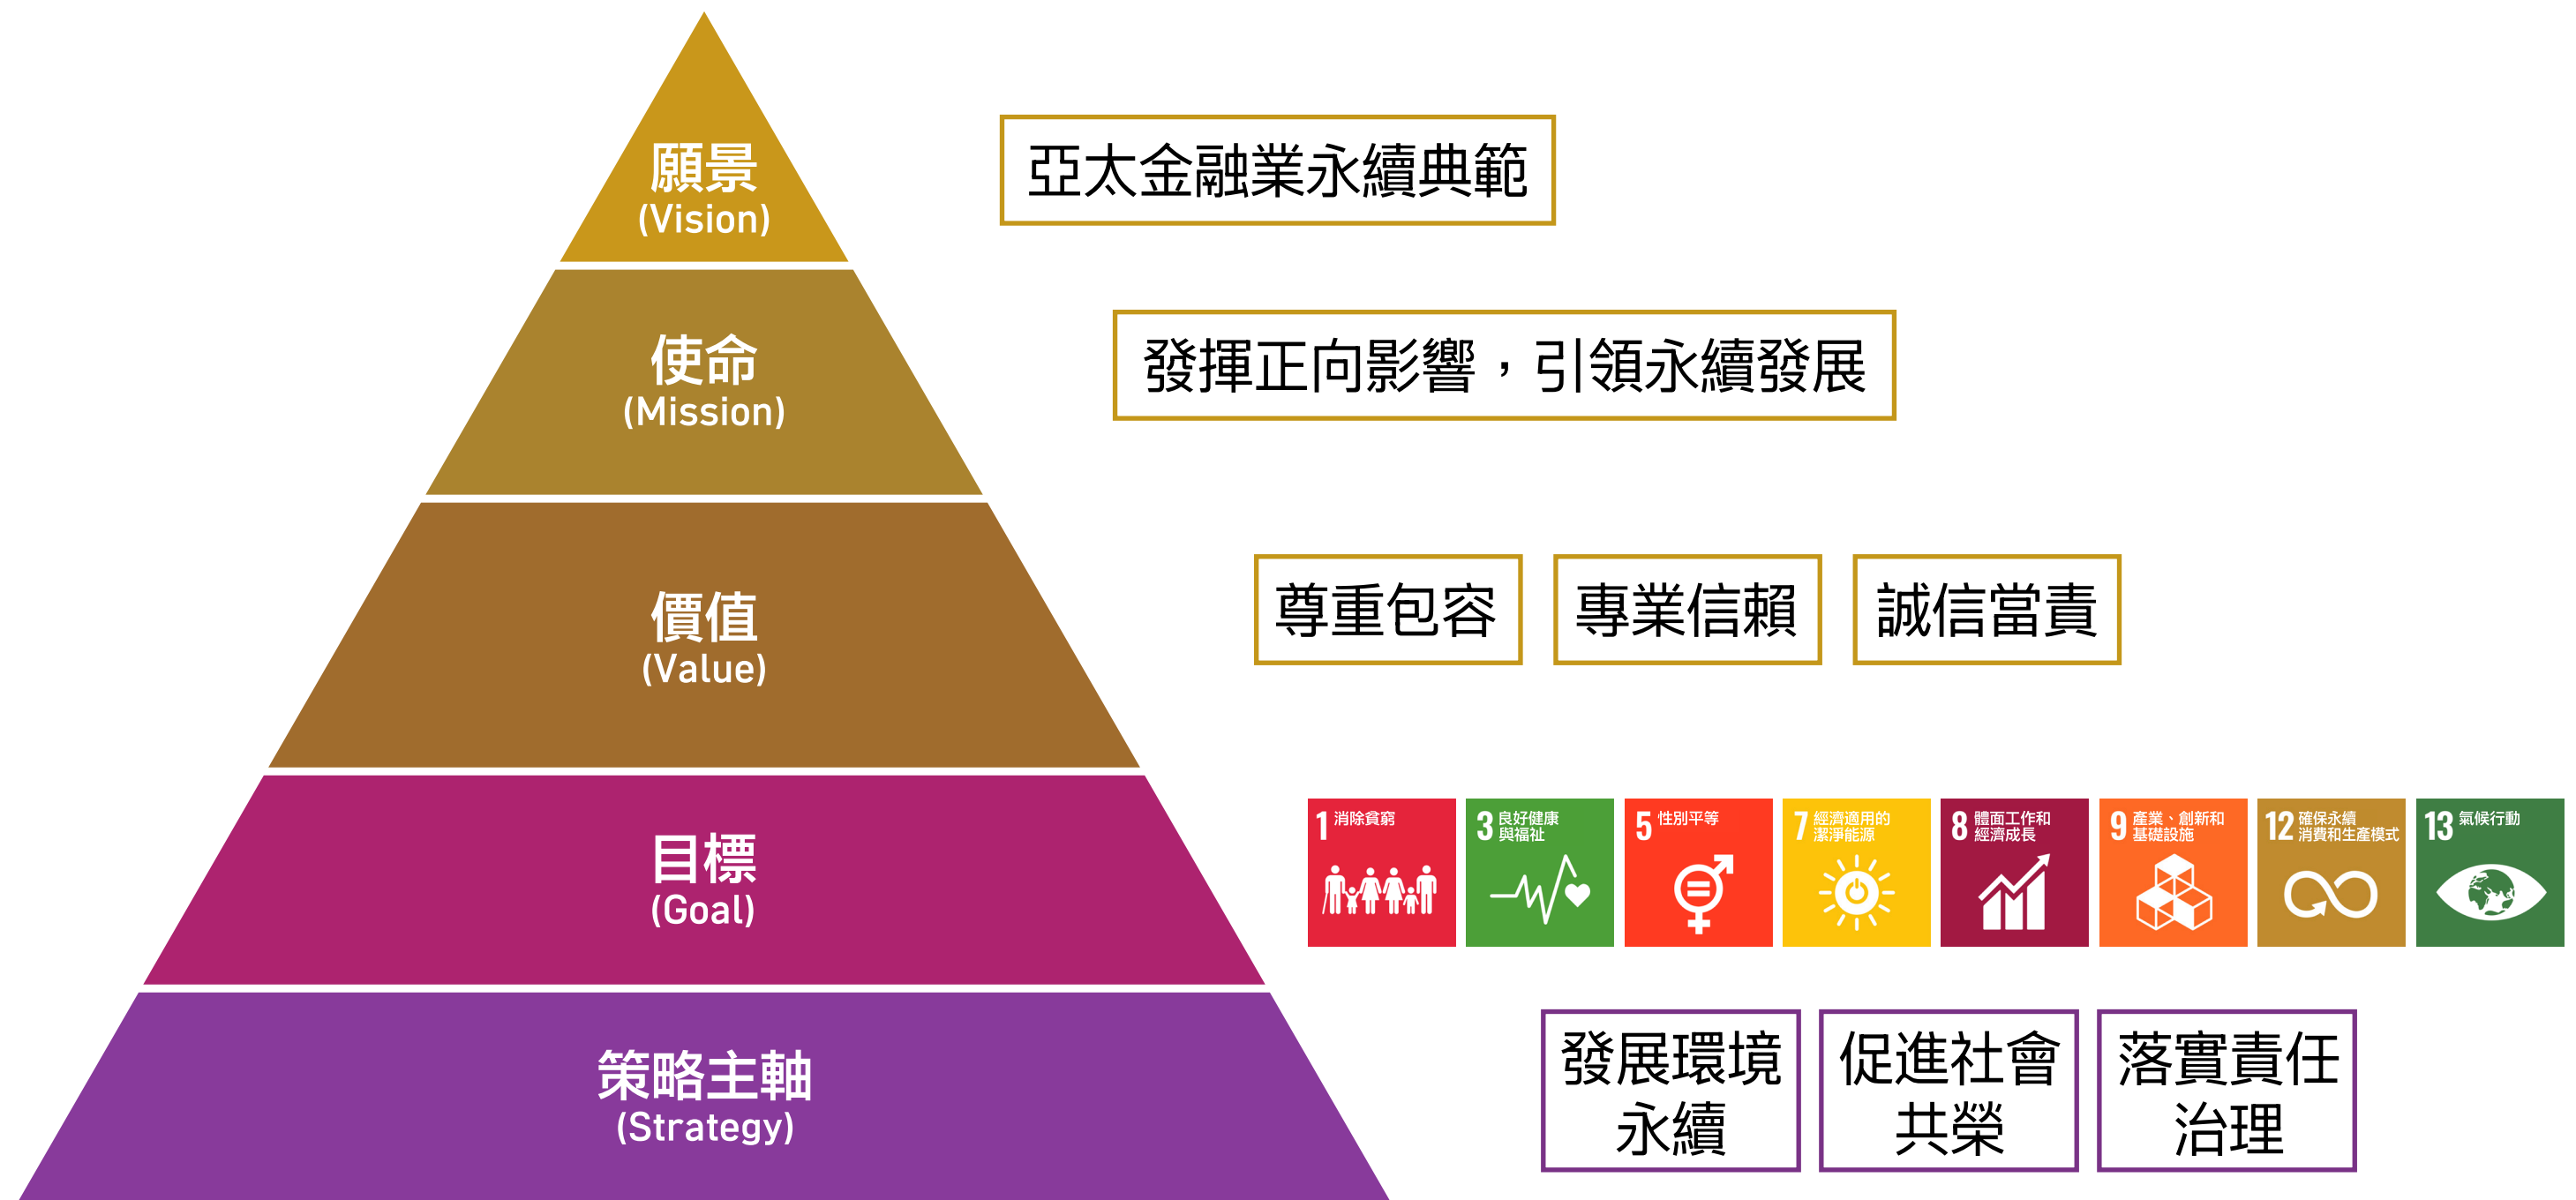 願景
(Vision)
亞太金融業永續典範
使命
(Mission)
發揮正向影響，引領永續發展
價值
(Value)
尊重包容
專業信賴
誠信當責
目標
(Goal)
1 消除貧窮
3 良好健康
與福祉
5 性別平等
7 經濟適用的
潔淨能源
8 體面工作和
經濟成長
9 產業、創新和
基礎設施
12 確保永續
消費和生產模式
13 氣候行動
策略主軸
(Strategy)
發展環境
永續
促進社會
共榮
落實責任
治理